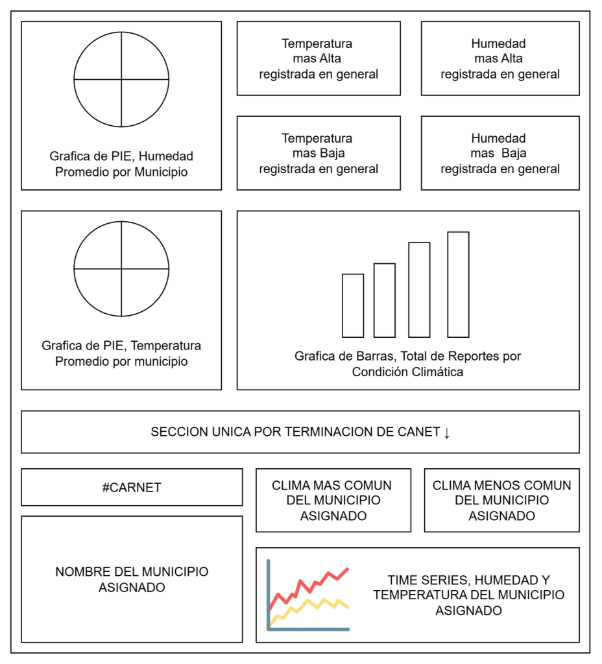 Grafica de PIE, Humedad
Promedio por Municipio
Temperatura
mas Alta
registrada en general
Humedad
mas Alta
registrada en general
Temperatura
mas Baja
registrada en general
Humedad
mas Baja
registrada en general
Grafica de PIE, Temperatura
Promedio por municipio
Grafica de Barras, Total de Reportes por
Condición Climática
SECCION UNICA POR TERMINACION DE CANET ↓
#CARNET
CLIMA MAS COMUN
DEL MUNICIPIO
ASIGNADO
CLIMA MENOS COMUN
DEL MUNICIPIO
ASIGNADO
NOMBRE DEL MUNICIPIO
ASIGNADO
TIME SERIES, HUMEDAD Y
TEMPERATURA DEL MUNICIPIO
ASIGNADO